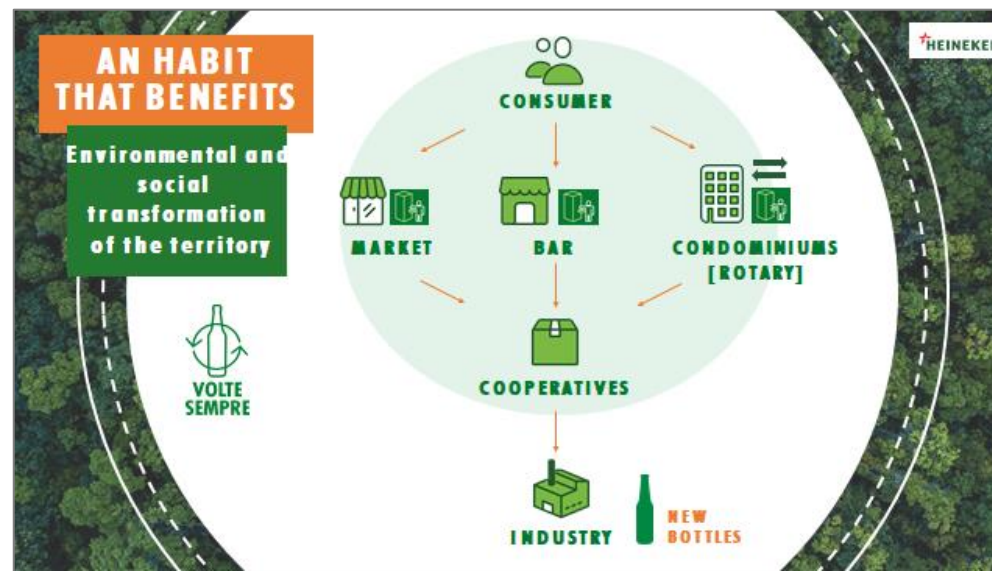 AN HABIT
THAT BENEFITS
Environmental and
social
transformation
of the territory
HEINEKEN
CONSUMER
MARKET
BAR
CONDOMINIUMS
[ROTARY]
COOPERATIVES
VOLTE
SEMPRE
INDUSTRY
NEW
BOTTLES